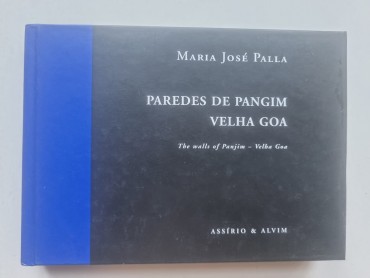 MARIA JOSÉ PALLA
PAREDES DE PANGIM
VELHA GOA
The walls of Panjim – Velha Goa
ASSÍRIO & ALVIM